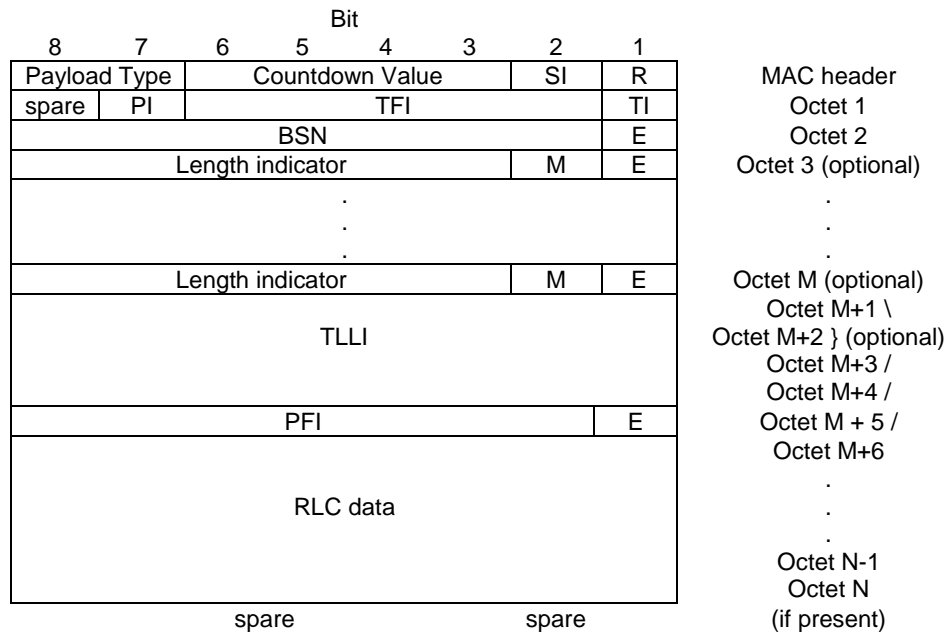 Bit
8 7 6 5 4 3 2 1
Payload Type Countdown Value SI R MAC header
spare PI TFI TI Octet 1
BSN E Octet 2
Length indicator M E Octet 3 (optional)
. .
. .
. .
Length indicator M E Octet M (optional)
Octet M+1 \
TLLI Octet M+2 } (optional)
Octet M+3 /
Octet M+4 /
PFI E Octet M + 5 /
Octet M+6
.
RLC data .
.
Octet N-1
Octet N
spare spare (if present)